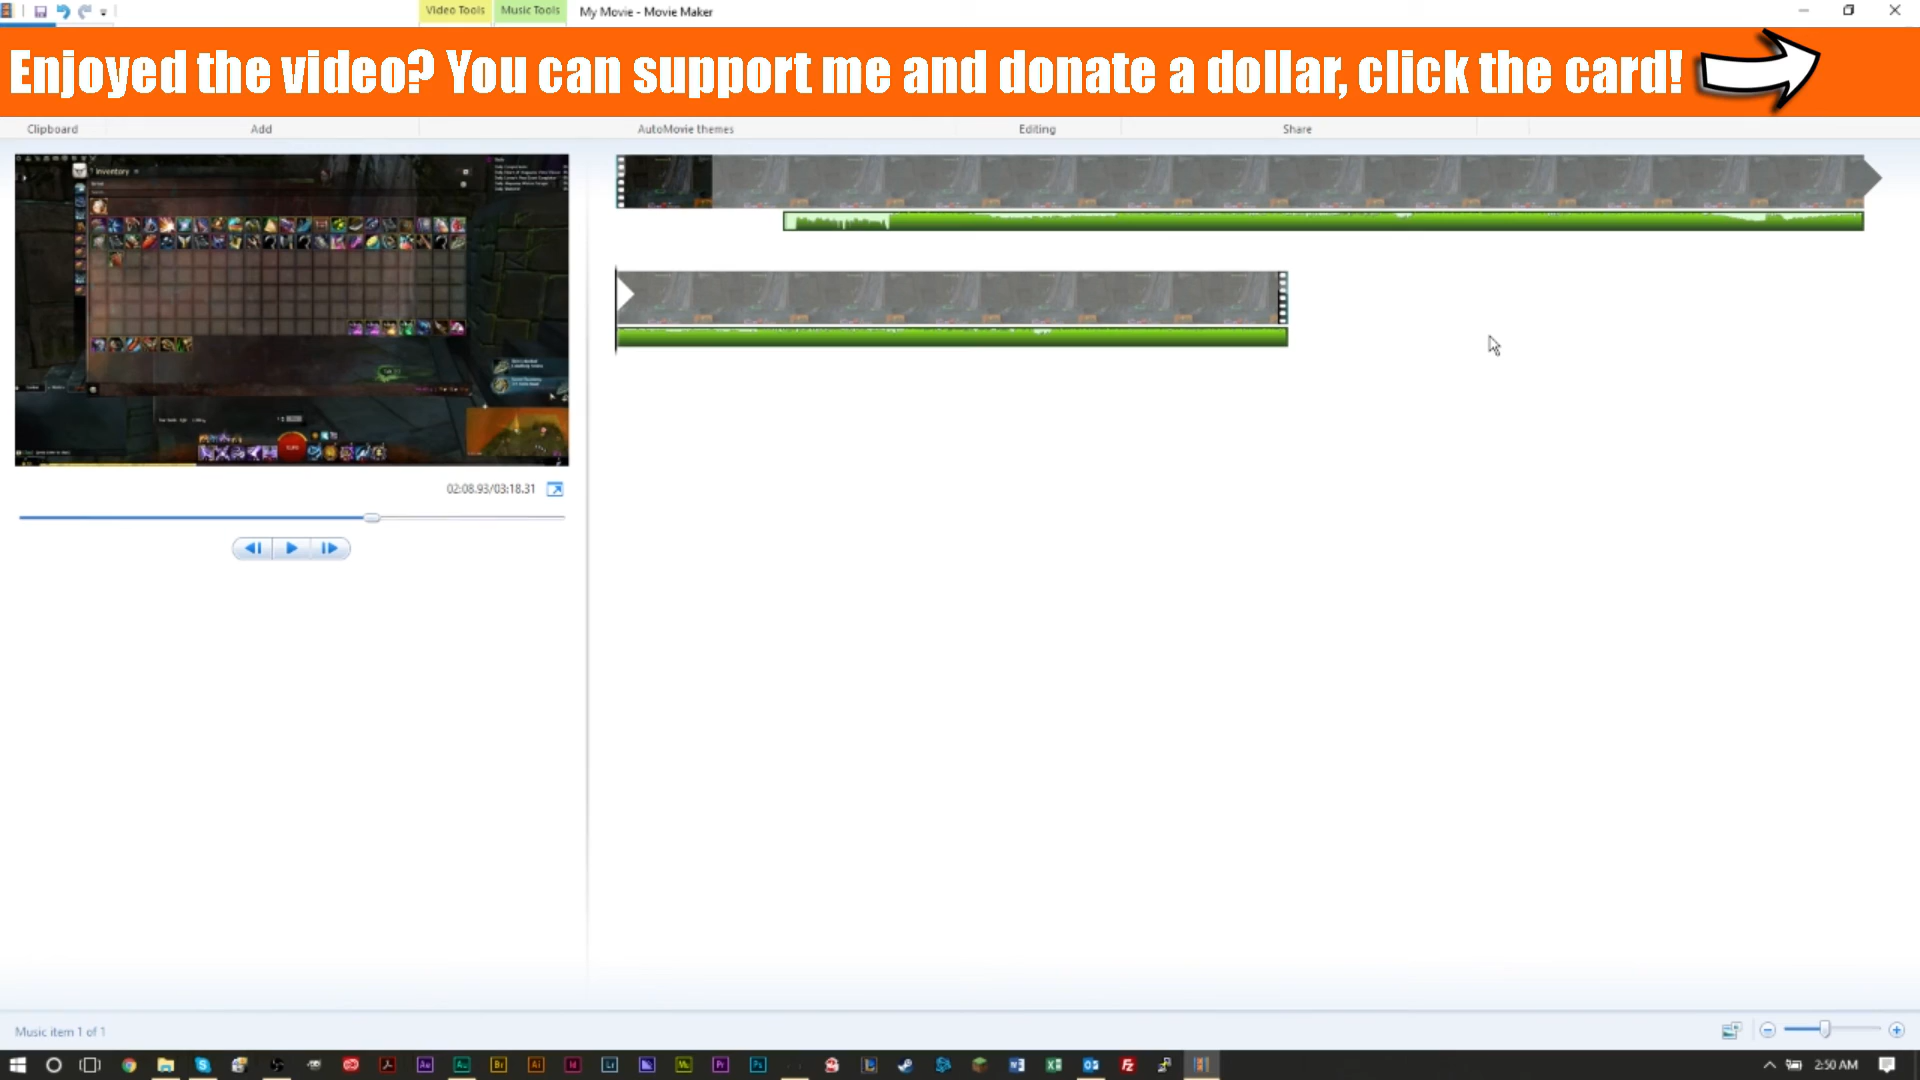 Video Tools
Music Tools
My Movie - Movie Maker
Enjoyed the video? You can support me and donate a dollar, click the card!
Clipboard
Add
AutoMovie themes
Editing
Share
Inventory
02:08.93/03:18.31
Music item 1 of 1
2:50 AM